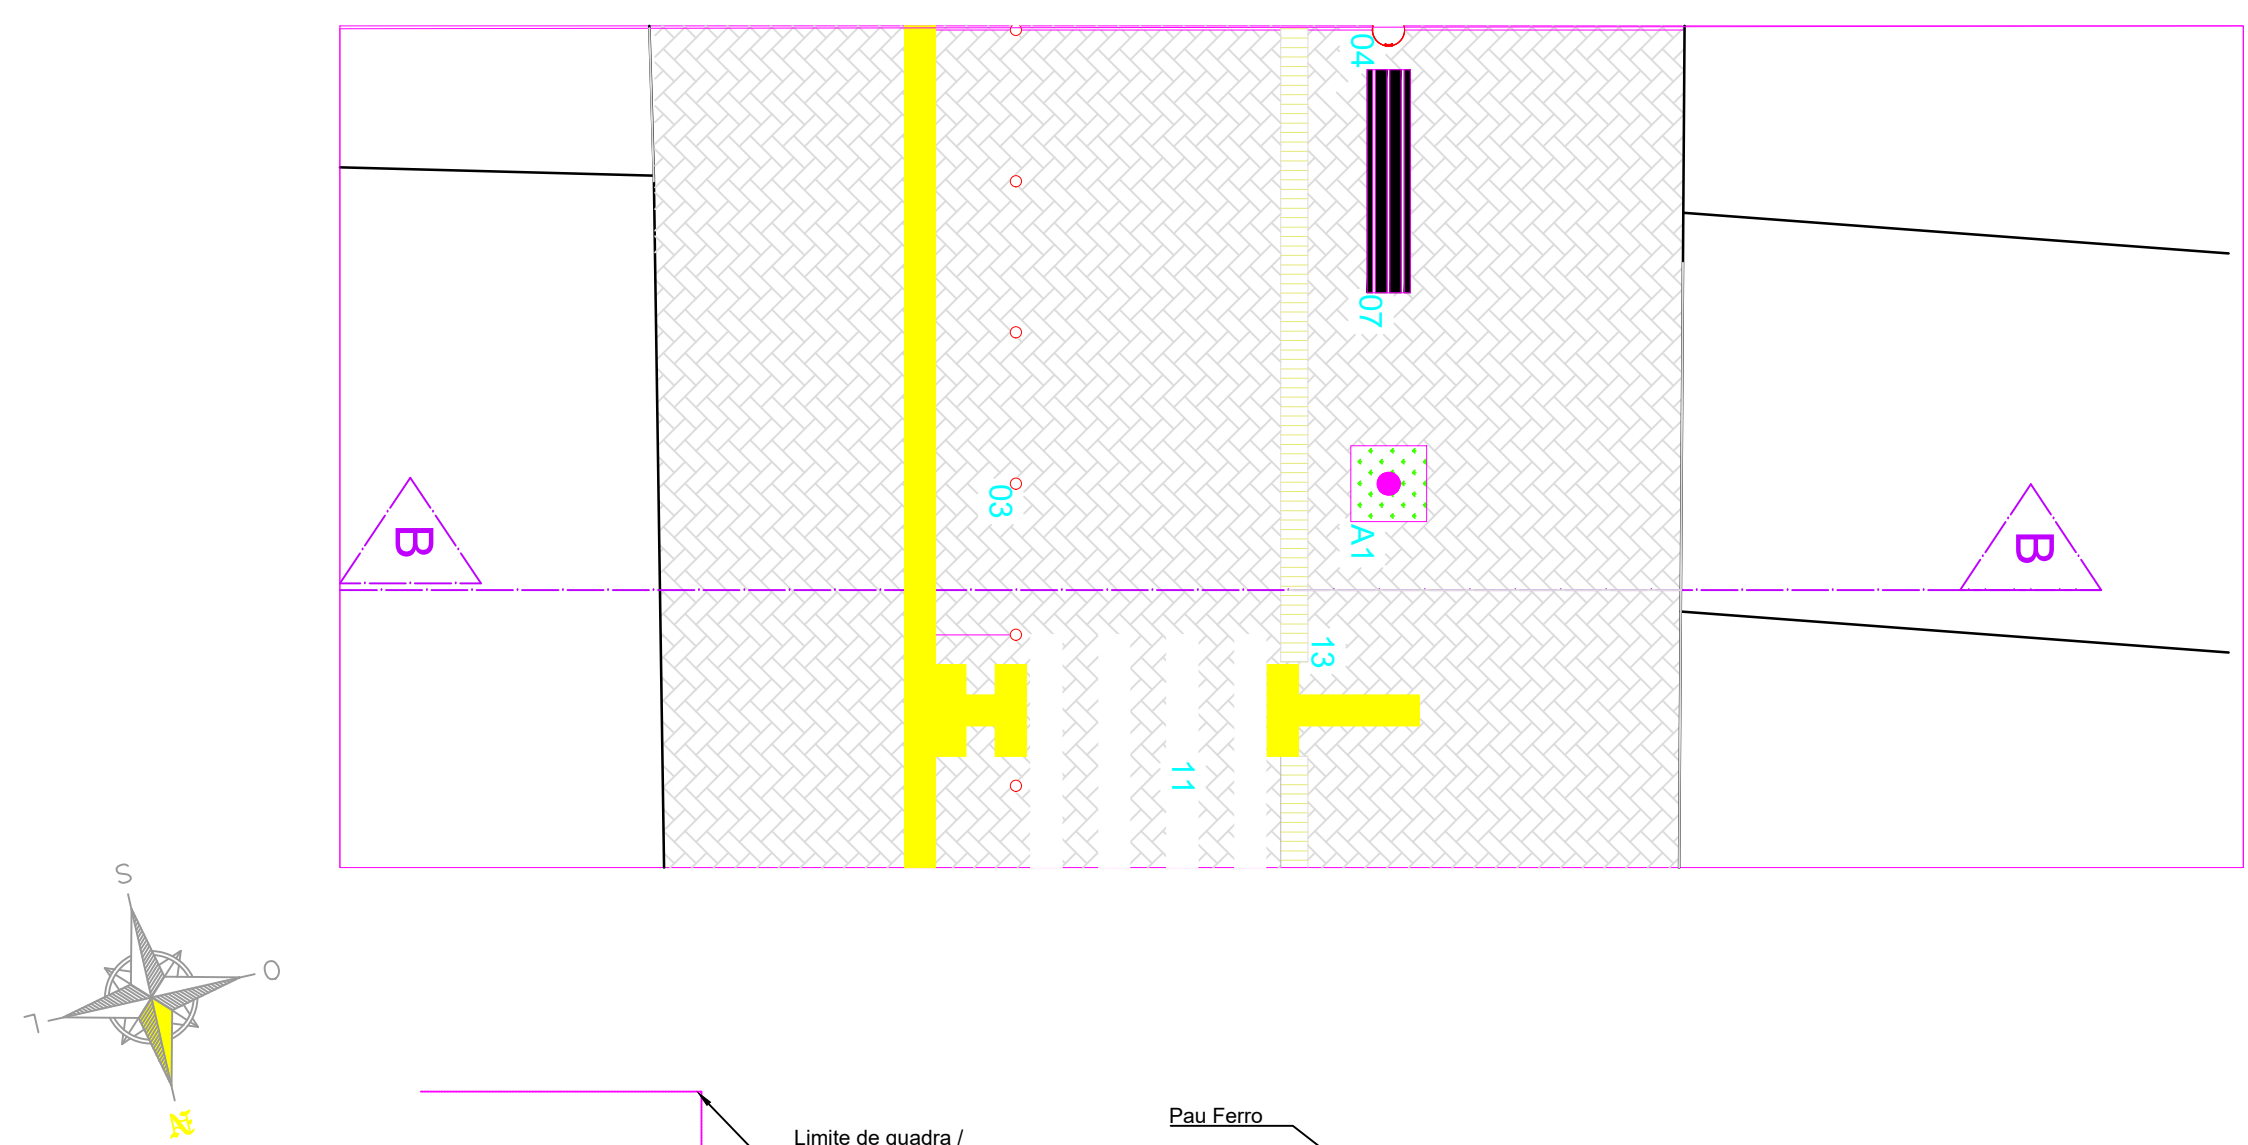 04
07
03
A1
B
B
13
11
S
O
L
N
Pau Ferro
Limite de quadra /